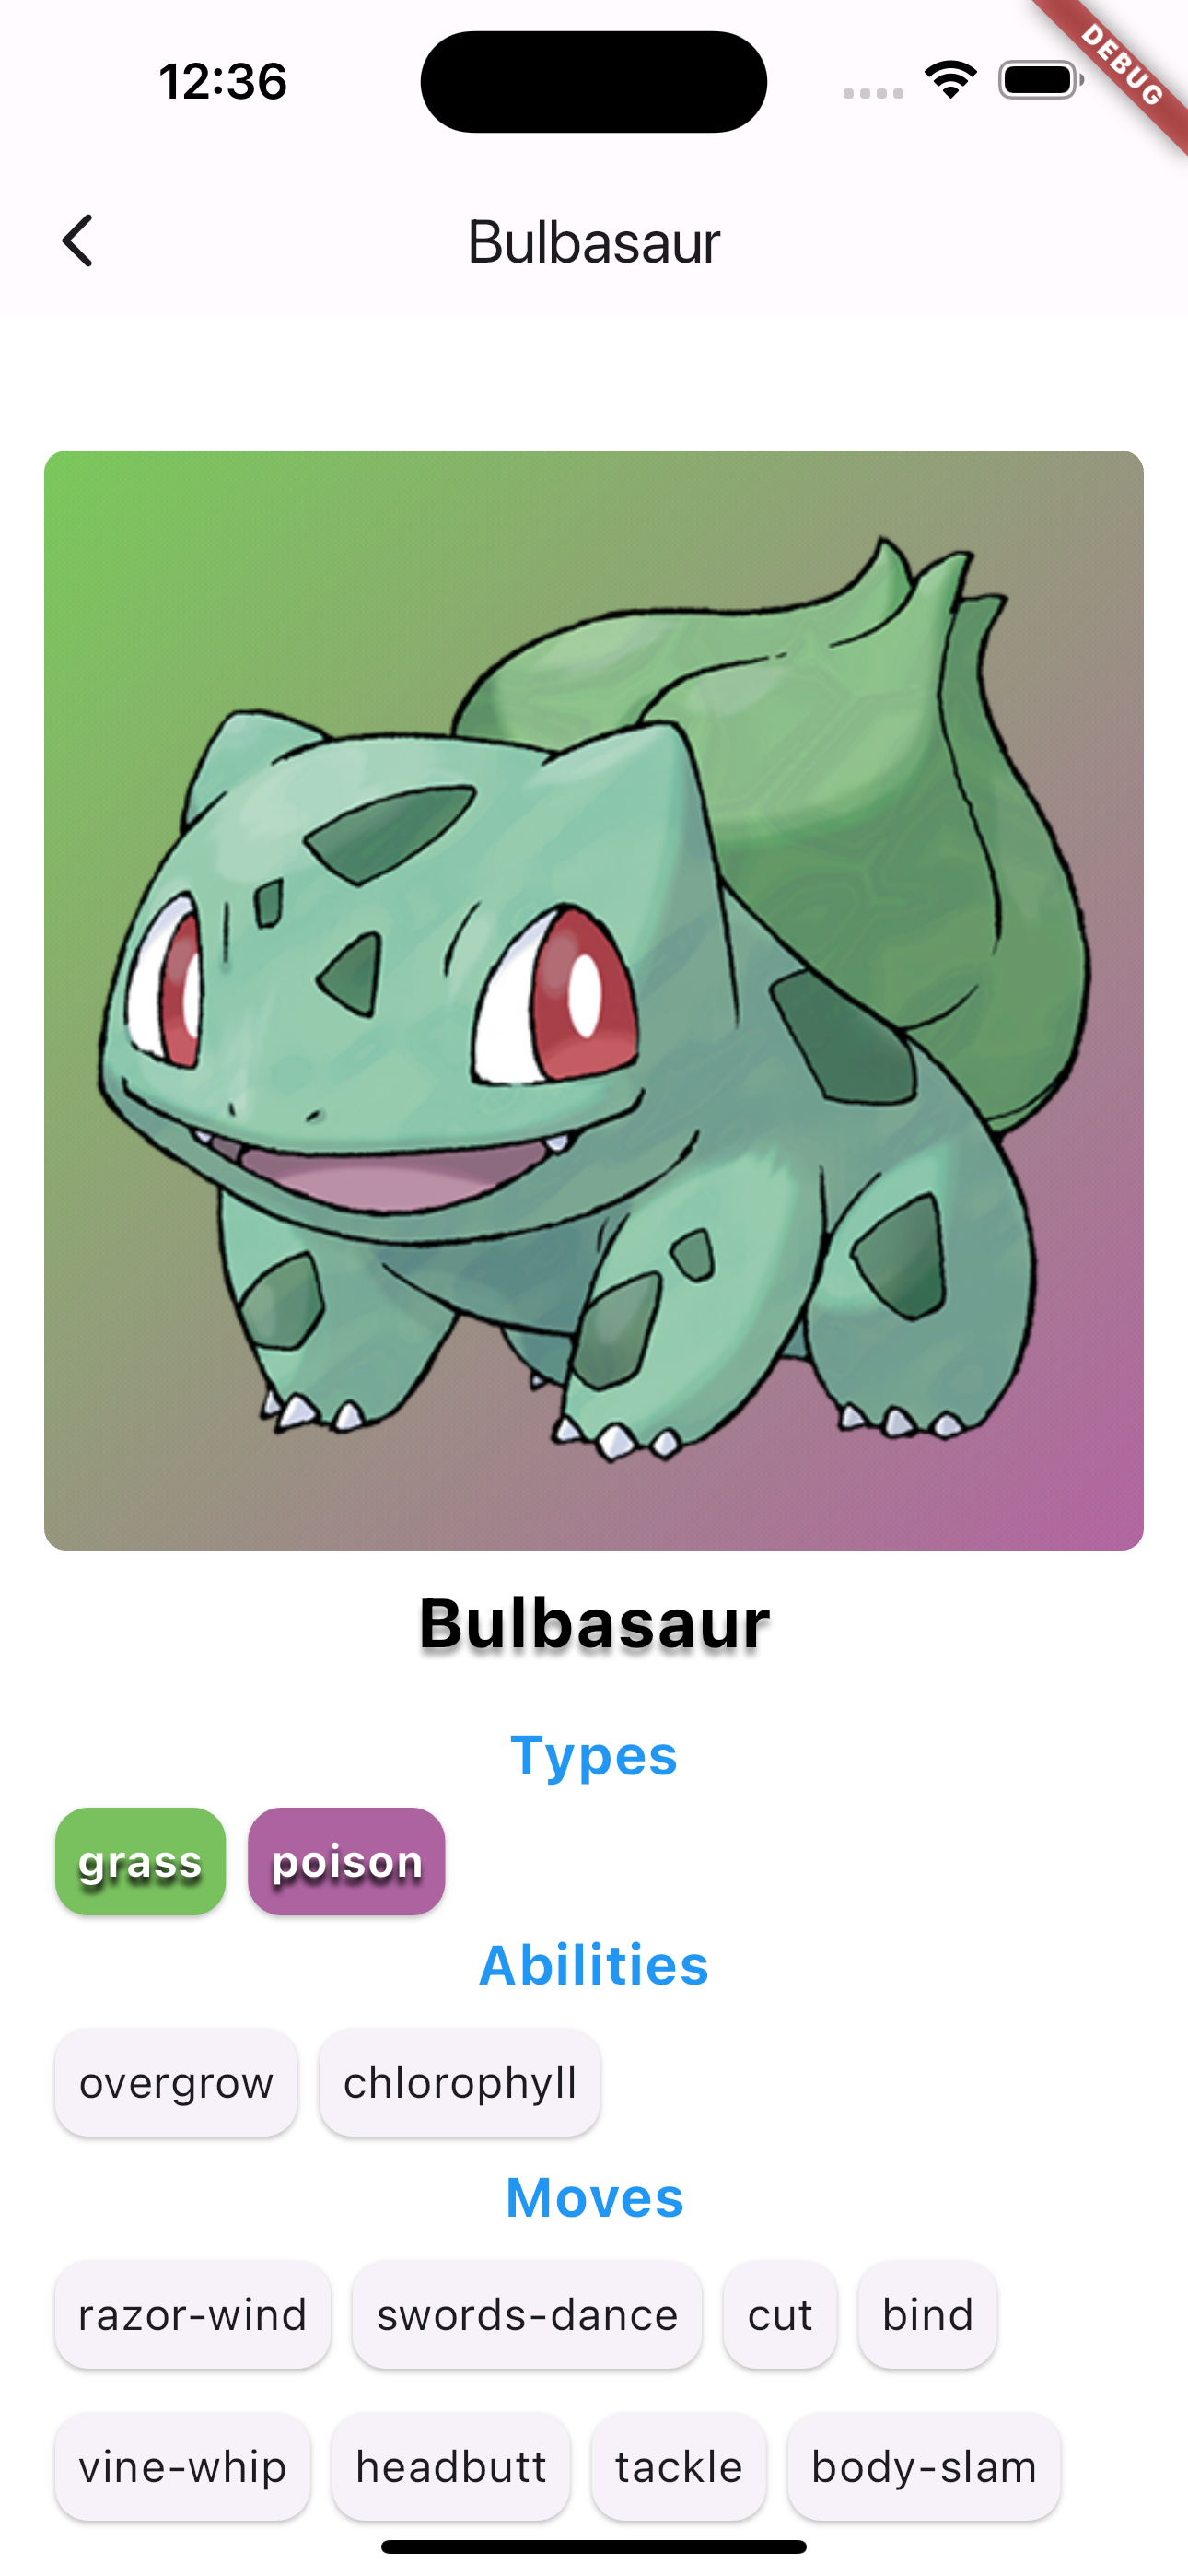 12:36
DEBUG
Bulbasaur
Bulbasaur
Types
grass poison
Abilities
overgrow chlorophyll
Moves
razor-wind swords-dance cut bind
vine-whip headbutt tackle body-slam